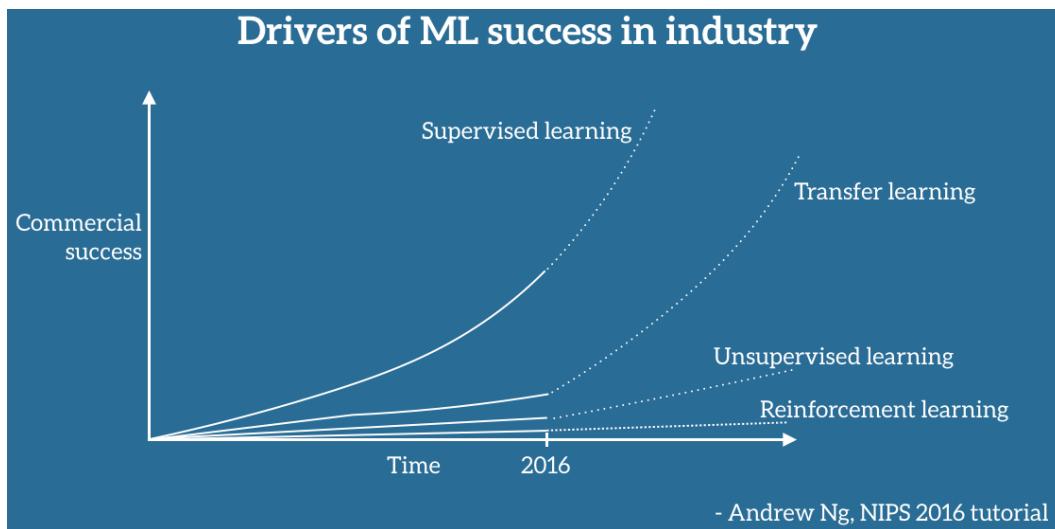 Drivers of ML success in industry
Supervised learning
Transfer learning
Commercial
success
Unsupervised learning
Reinforcement learning
Time
2016
- Andrew Ng, NIPS 2016 tutorial